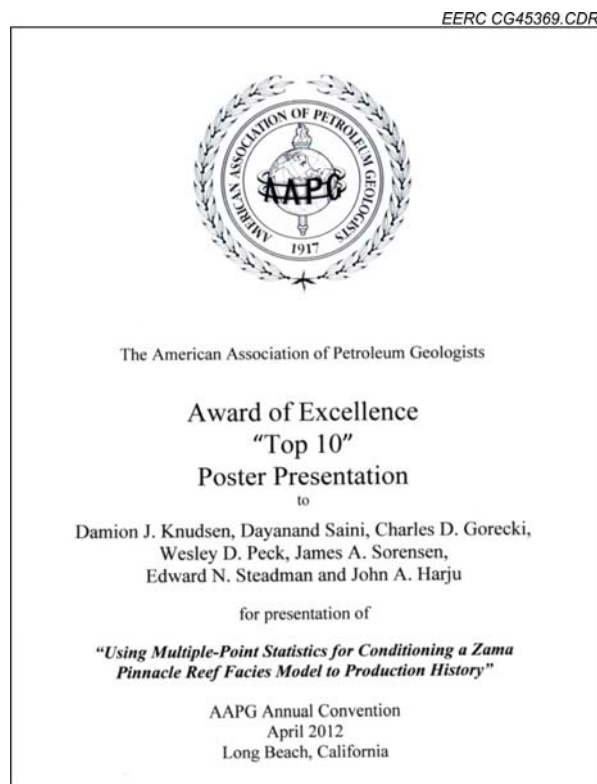 EERC CG45369.CDR
AMERICAN ASSOCIATION OF PETROLEUM GEOLOGISTS
AAPG
1917
The American Association of Petroleum Geologists
Award of Excellence
“Top 10”
Poster Presentation
to
Damion J. Knudsen, Dayanand Saini, Charles D. Gorecki,
Wesley D. Peck, James A. Sorensen,
Edward N. Steadman and John A. Harju
for presentation of
“Using Multiple-Point Statistics for Conditioning a Zama
Pinnacle Reef Facies Model to Production History”
AAPG Annual Convention
April 2012
Long Beach, California